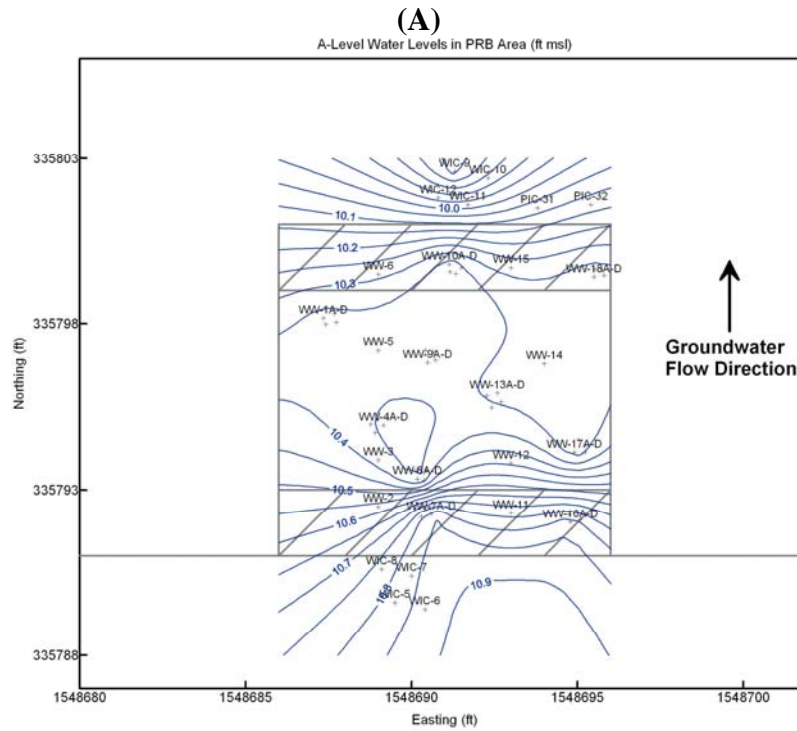 (A)
A-Level Water Levels in PRB Area (ft msl)
335803
WIC-9
WIC-10
WIC-12
WIC-11
PIC-31
PIC-32
10.0
10.1
10.2
WW-10A-D
WW-6
WW-15
WW-18A-D
10.3
WW-1A-D
335798
WW-5
WW-9A-D
WW-14
Groundwater
Flow Direction
WW-13A-D
Northing (ft)
WW-4A-D
10.4
WW-17A-D
WW-3
WW-12
WW-8A-D
10.5
335793
WW-2
WW-7A-D
WW-11
WW-16A-D
10.6
10.7
WIC-8
WIC-7
10.8
10.9
WIC-5
WIC-6
335788
1548680
1548685
1548690
1548695
1548700
Easting (ft)